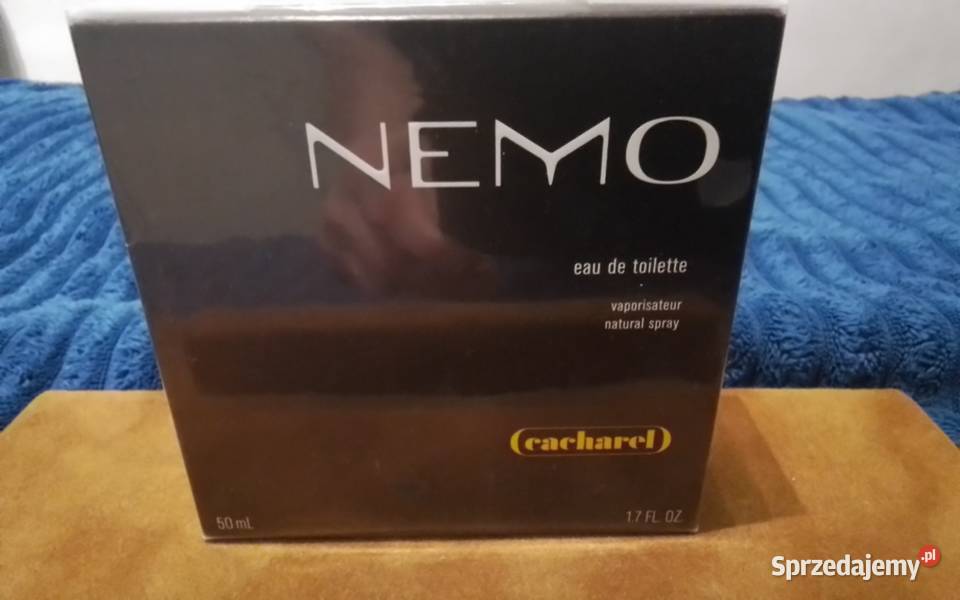 NEMO
eau de toilette
vaporisateur
natural spray
(cacharel)
50 mL
1.7 FL. OZ.
Sprzedajemy.pl